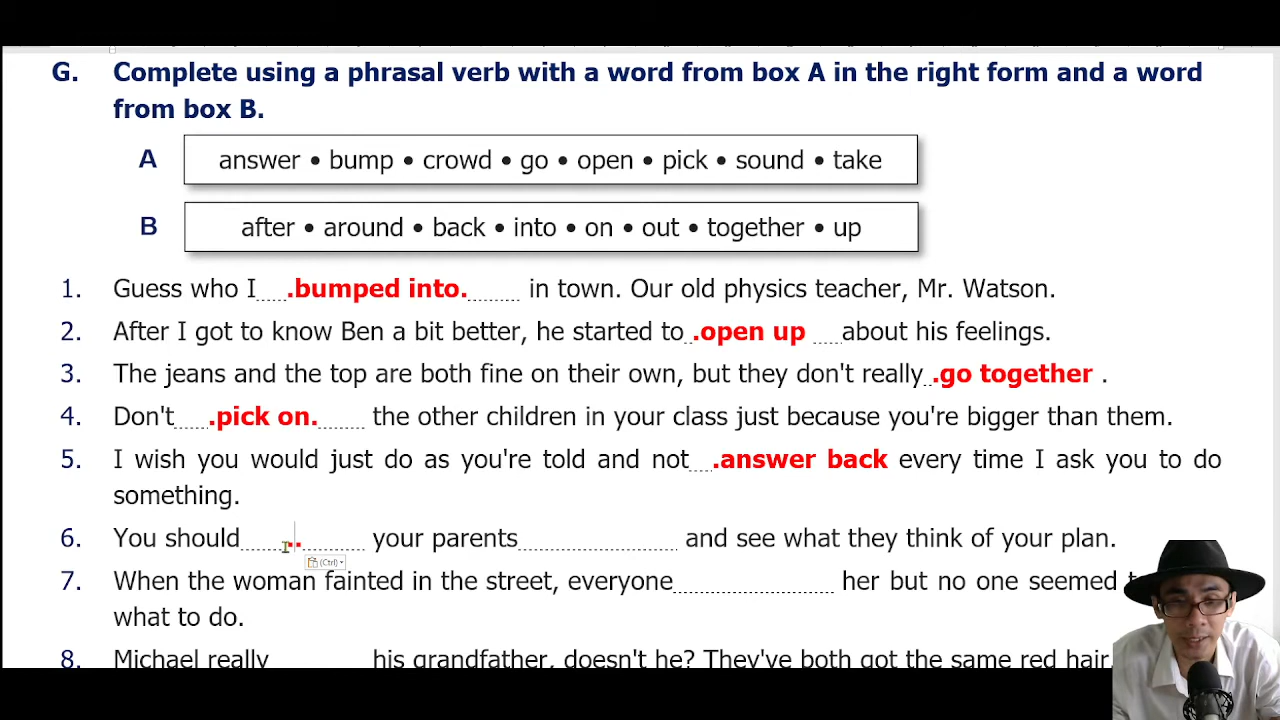 G. Complete using a phrasal verb with a word from box A in the right form and a word
from box B.
A answer • bump • crowd • go • open • pick • sound • take
B after • around • back • into • on • out • together • up
1. Guess who I .bumped into. in town. Our old physics teacher, Mr. Watson.
2. After I got to know Ben a bit better, he started to .open up about his feelings.
3. The jeans and the top are both fine on their own, but they don't really .go together .
4. Don't .pick on. the other children in your class just because you're bigger than them.
5. I wish you would just do as you're told and not .answer back every time I ask you to do
something.
6. You should .. your parents and see what they think of your plan.
(Ctrl)
7. When the woman fainted in the street, everyone her but no one seemed
what to do.
8. Michael really his grandfather, doesn't he? They've both got the same red hair.